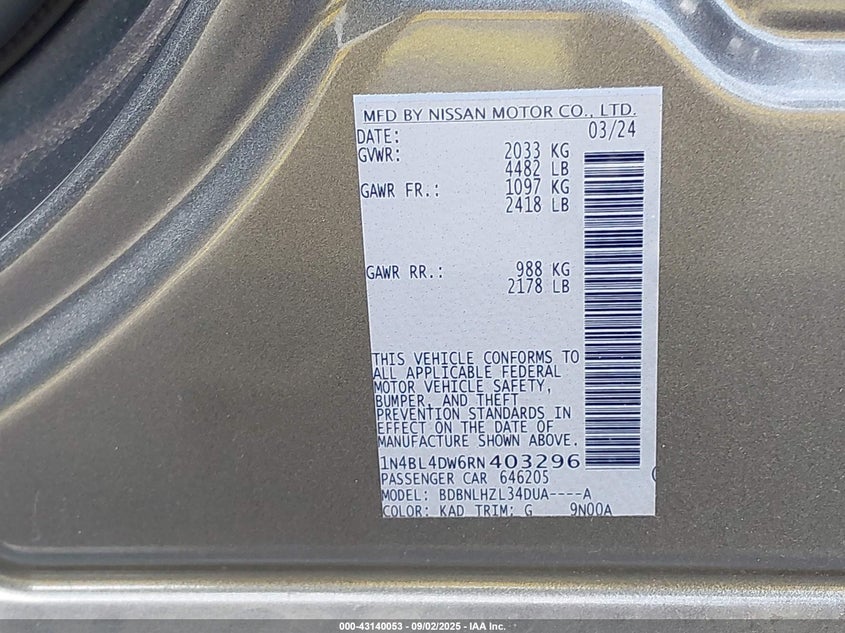 MFD BY NISSAN MOTOR CO., LTD.
DATE: 03/24
GVWR: 2033 KG
4482 LB
GAWR FR.: 1097 KG
2418 LB
GAWR RR.: 988 KG
2178 LB
THIS VEHICLE CONFORMS TO
ALL APPLICABLE FEDERAL
MOTOR VEHICLE SAFETY,
BUMPER, AND THEFT
PREVENTION STANDARDS IN
EFFECT ON THE DATE OF
MANUFACTURE SHOWN ABOVE.
1N4BL4DW6RN403296
PASSENGER CAR 646205
MODEL: BDBNLHZL34DUA----A
COLOR: KAD TRIM: G 9N00A
000-43140053 - 09/02/2025 - IAA Inc.